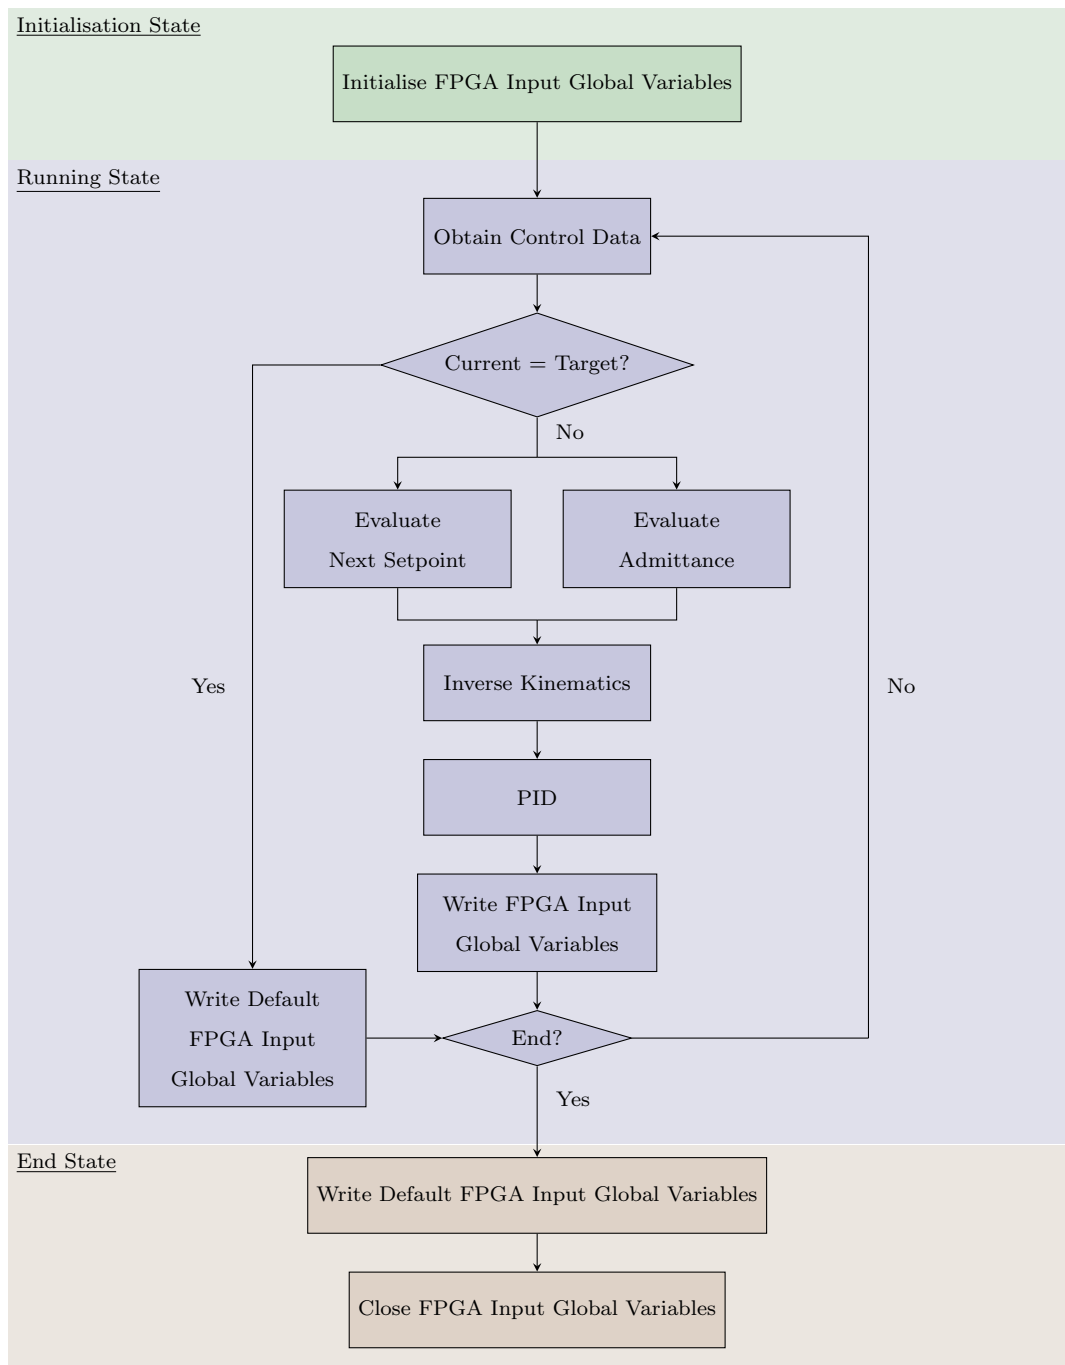 Initialisation State
Initialise FPGA Input Global Variables
Running State
Obtain Control Data
Current = Target?
No
Evaluate
Next Setpoint
Evaluate
Admittance
Inverse Kinematics
Yes
No
PID
Write FPGA Input
Global Variables
Write Default
FPGA Input
Global Variables
End?
Yes
End State
Write Default FPGA Input Global Variables
Close FPGA Input Global Variables